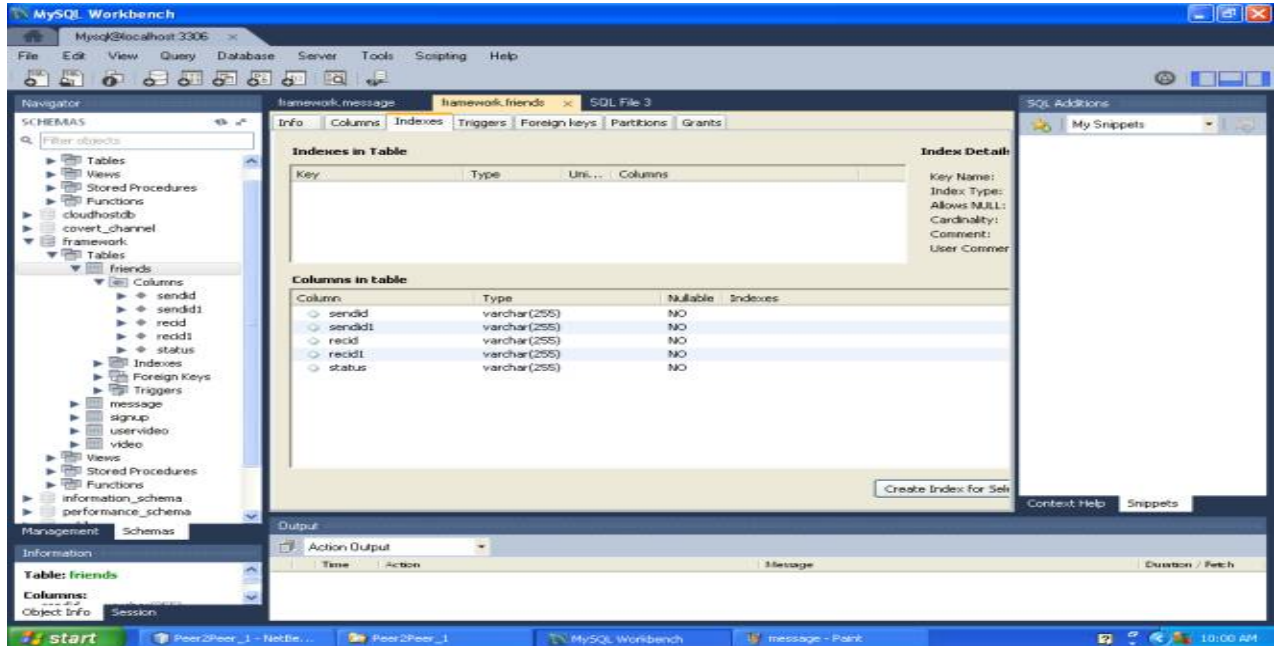 MySQL Workbench
Mysql@localhost:3306
File Edit View Query Database Server Tools Scripting Help
Navigator
SCHEMAS
Filter objects
Tables
Views
Stored Procedures
Functions
cloudhostdb
covert_channel
framework
Tables
friends
Columns
sendid
sendid1
recid
recid1
status
Indexes
Foreign Keys
Triggers
message
signup
uservideo
video
Views
Stored Procedures
Functions
information_schema
performance_schema
Management Schemas
Information
Table: friends
Columns:
Object Info Session
framework.message framework.friends SQL File 3
Info Columns Indexes Triggers Foreign keys Partitions Grants
Indexes in Table
Key Type Uni... Columns
Index Detail
Key Name:
Index Type:
Allows NULL:
Cardinality:
Comment:
User Commer
Columns in table
Column Type Nullable Indexes
sendid varchar(255) NO
sendid1 varchar(255) NO
recid varchar(255) NO
recid1 varchar(255) NO
status varchar(255) NO
Create Index for Sele
SQL Additions
My Snippets
Context Help Snippets
Output
Action Output
Time Action Message Duration / Fetch
start Peer2Peer_1 - NetBe... Peer2Peer_1 MySQL Workbench message - Paint 10:00 AM